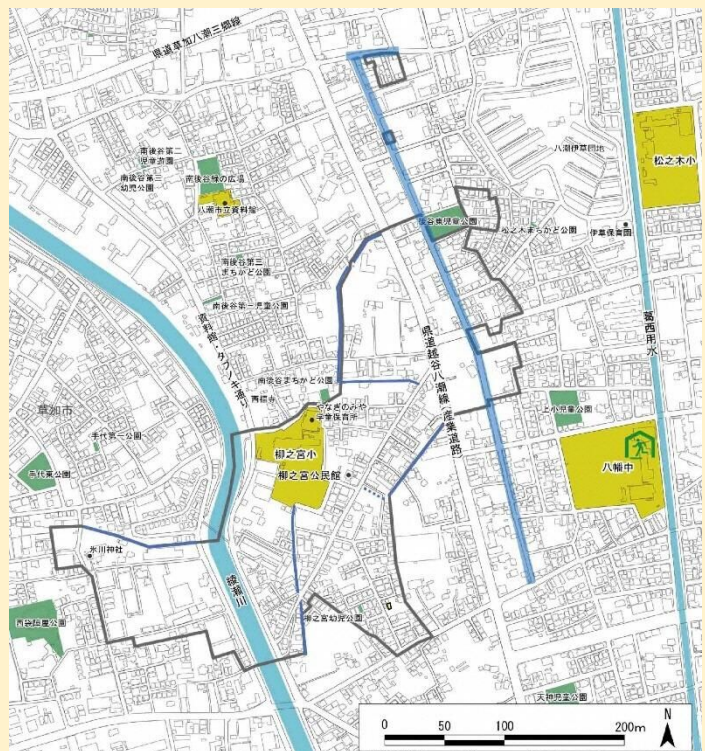 県道草加八潮三郷線
松之木小
八潮伊草団地
南後谷第二
児童遊園
南後谷第三
幼児公園
南後谷緑の広場
八潮市立資料館
後谷東児童公園
松之木まちかど公園
伊草保育園
南後谷第三
まちかど公園
南後谷第一児童公園
資料館・タブノキ通り
葛西用水
県道越谷八潮線
産業道路
南後谷まちかど公園
西福寺
やなぎのみや
学童保育所
草加市
手代第一公園
手代東公園
上小児童公園
柳之宮小
柳之宮公民館
八幡中
氷川神社
綾瀬川
柳之宮幼児公園
天神児童公園
0 50 100 200m
N